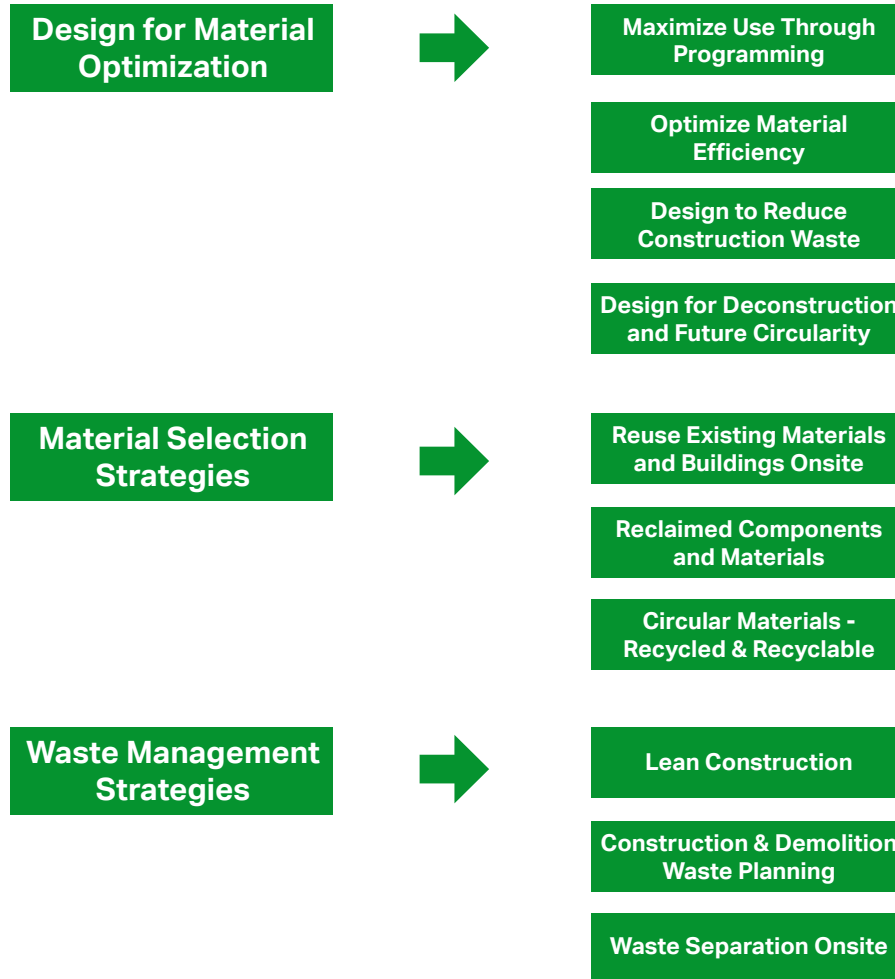 Design for Material
Optimization
Maximize Use Through
Programming
Optimize Material
Efficiency
Design to Reduce
Construction Waste
Design for Deconstruction
and Future Circularity
Material Selection
Strategies
Reuse Existing Materials
and Buildings Onsite
Reclaimed Components
and Materials
Circular Materials -
Recycled & Recyclable
Waste Management
Strategies
Lean Construction
Construction & Demolition
Waste Planning
Waste Separation Onsite